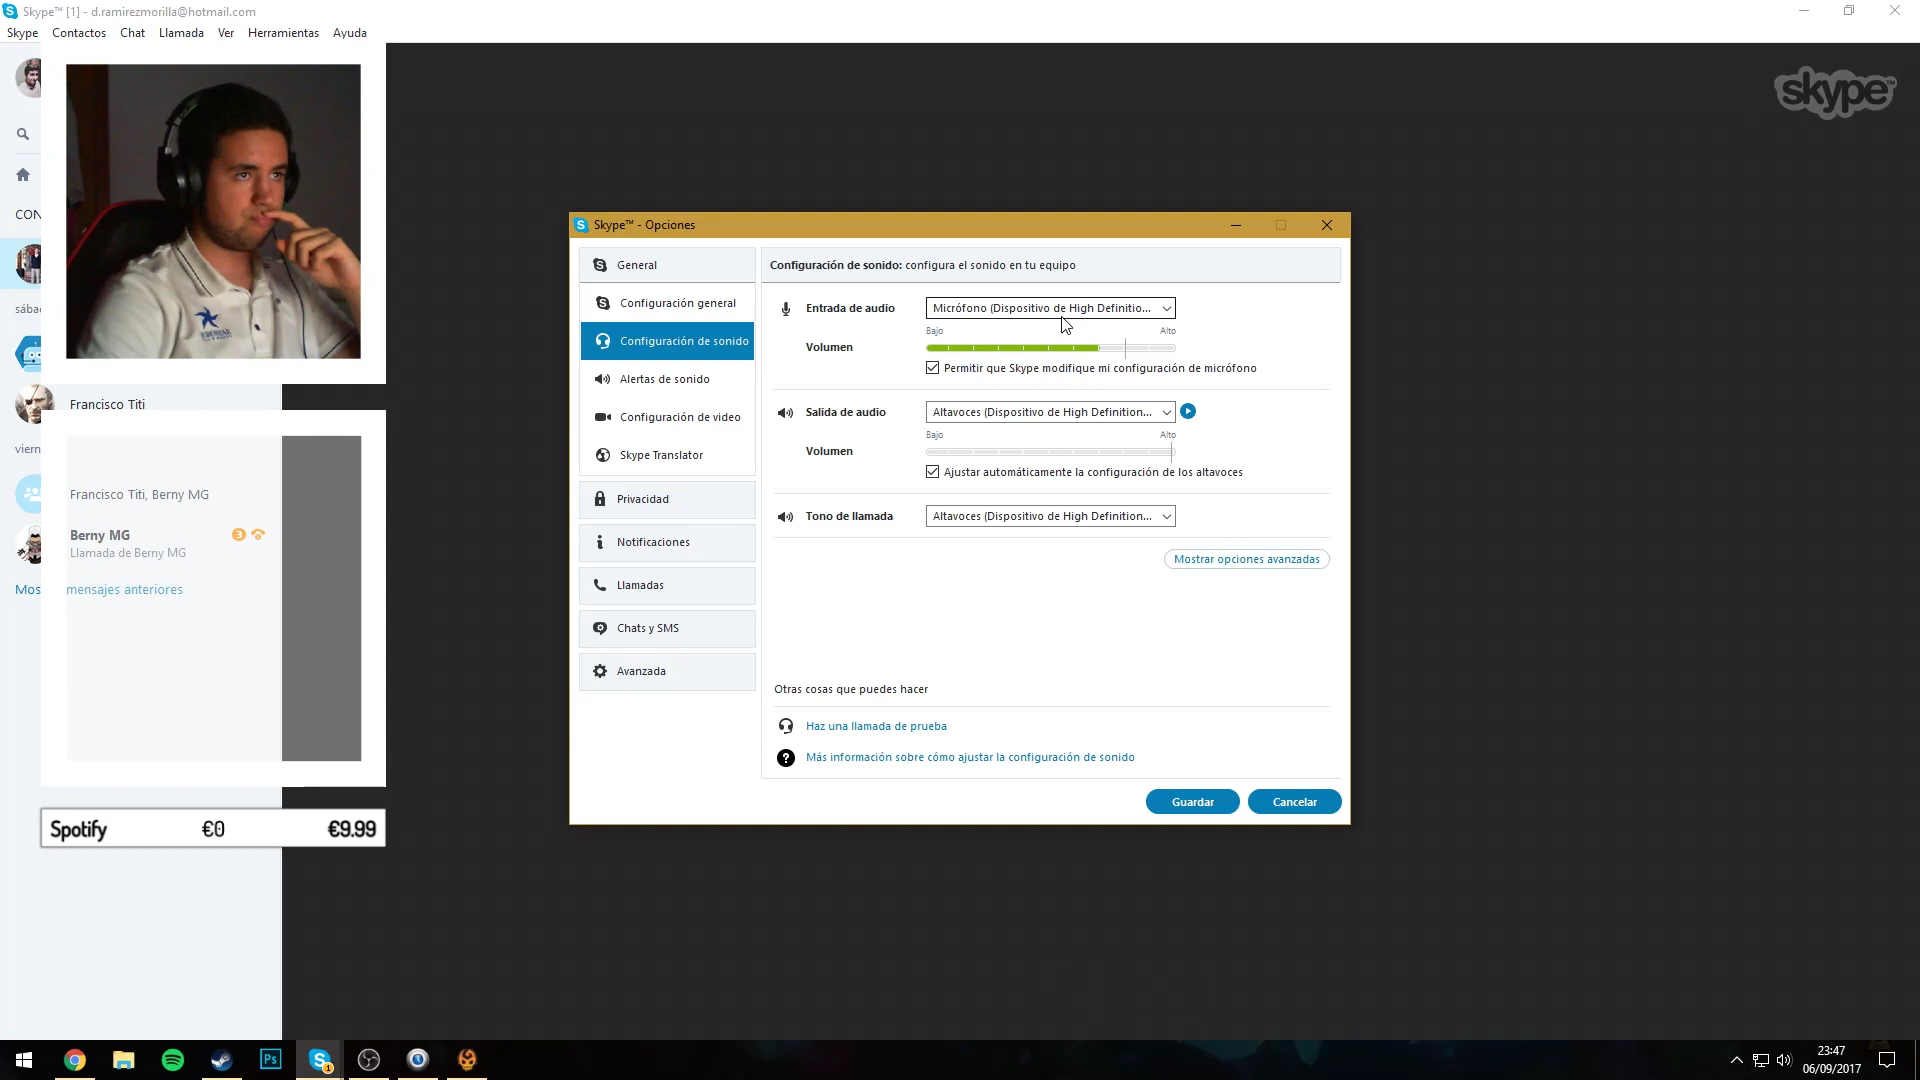 Skype™ [1] - d.ramirezmorilla@hotmail.com
Skype Contactos Chat Llamada Ver Herramientas Ayuda
skype™
CON
sábad
Francisco Titi
viern
Francisco Titi, Berny MG
Berny MG
3
Llamada de Berny MG
Mos mensajes anteriores
Spotify €0 €9.99
Skype™ - Opciones
General
Configuración general
Configuración de sonido
Alertas de sonido
Configuración de video
Skype Translator
Privacidad
Notificaciones
Llamadas
Chats y SMS
Avanzada
Configuración de sonido: configura el sonido en tu equipo
Entrada de audio Micrófono (Dispositivo de High Definitio...
Bajo Alto
Volumen
Permitir que Skype modifique mi configuración de micrófono
Salida de audio Altavoces (Dispositivo de High Definition...
Bajo Alto
Volumen
Ajustar automáticamente la configuración de los altavoces
Tono de llamada Altavoces (Dispositivo de High Definition...
Mostrar opciones avanzadas
Otras cosas que puedes hacer
Haz una llamada de prueba
Más información sobre cómo ajustar la configuración de sonido
Guardar Cancelar
Ps
1
23:47
06/09/2017